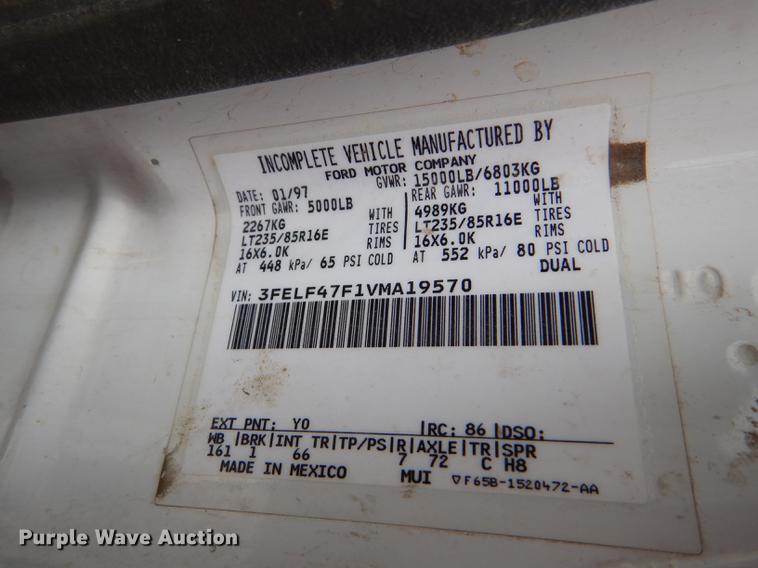 INCOMPLETE VEHICLE MANUFACTURED BY
FORD MOTOR COMPANY
DATE: 01/97 GVWR: 15000LB/6803KG
FRONT GAWR: 5000LB REAR GAWR: 11000LB
2267KG WITH 4989KG WITH
LT235/85R16E TIRES LT235/85R16E TIRES
16X6.0K RIMS 16X6.0K RIMS
AT 448 kPa/ 65 PSI COLD AT 552 kPa/ 80 PSI COLD
DUAL
VIN: 3FELF47F1VMA19570
EXT PNT: YO RC: 86 DSO:
WB BRK INT TR TP/PS R AXLE TR SPR
161 1 66 7 72 C H8
MADE IN MEXICO MUI ▽F65B-1520472-AA
Purple Wave Auction